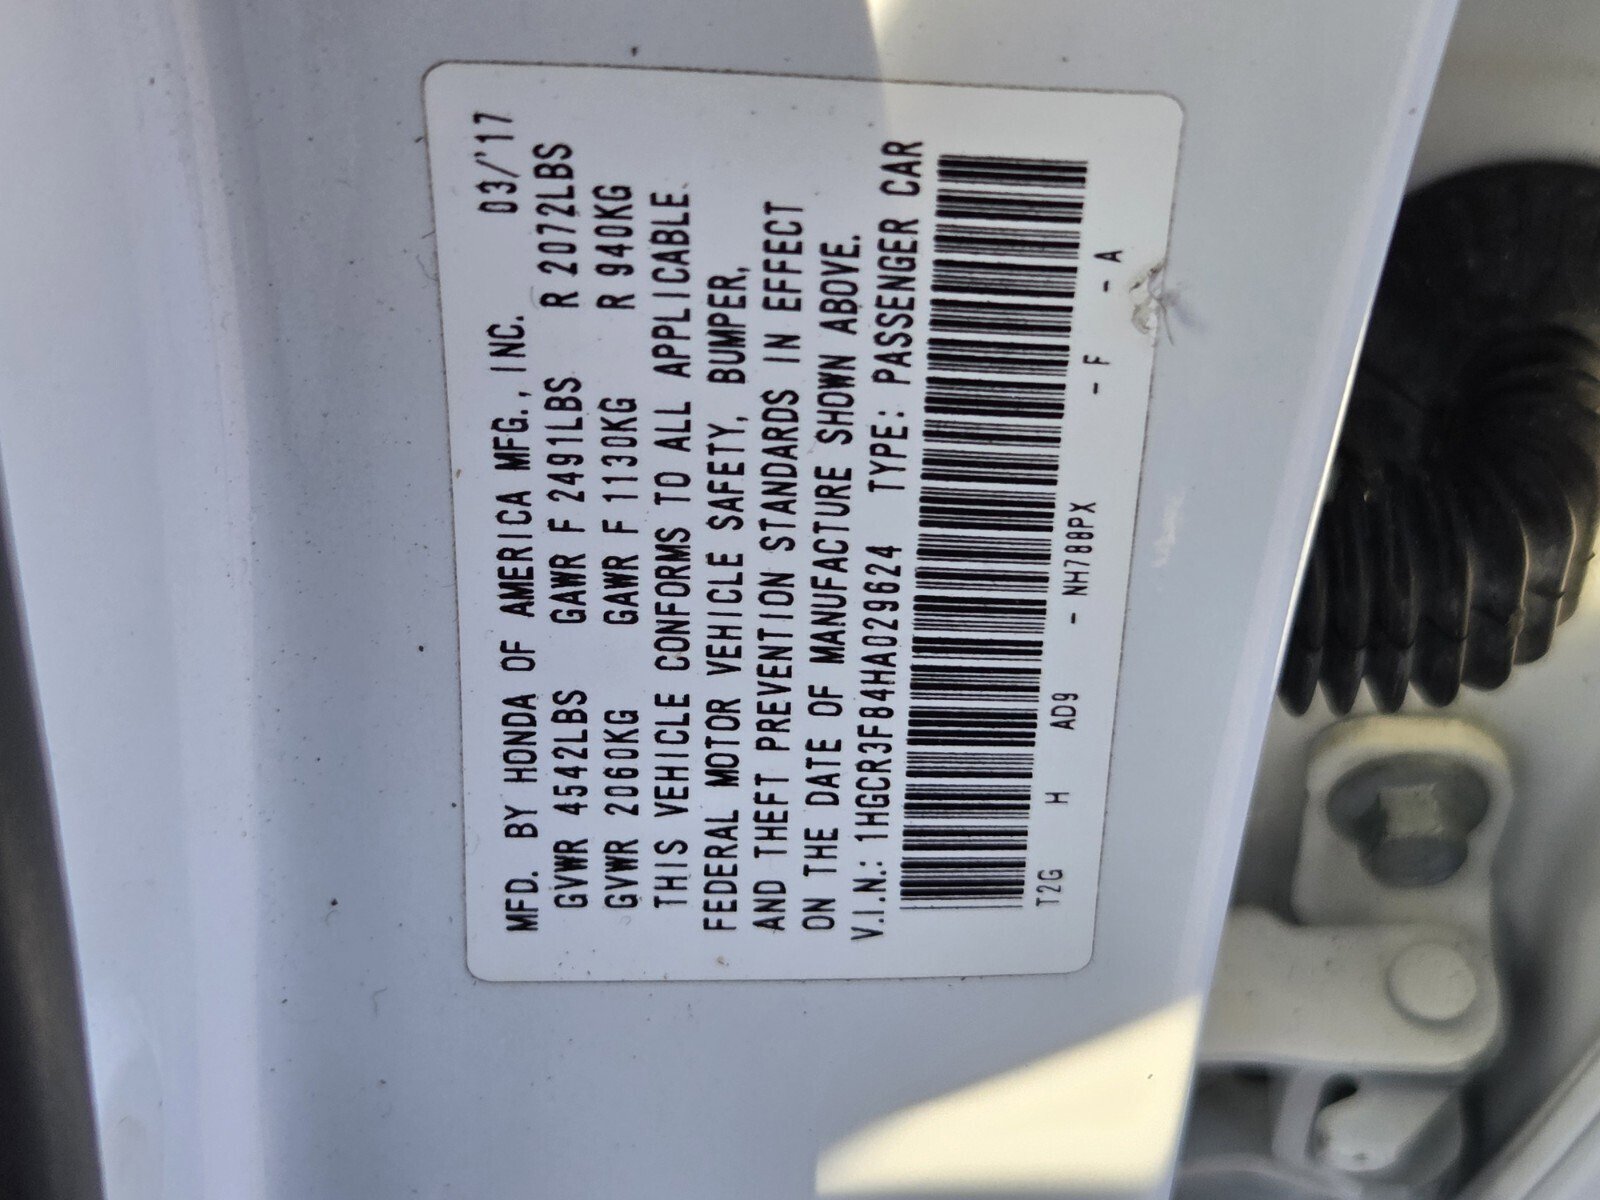 MFD. BY HONDA OF AMERICA MFG., INC. 03/'17
GVWR 4542LBS GAWR F 2491LBS R 2072LBS
GVWR 2060KG GAWR F 1130KG R 940KG
THIS VEHICLE CONFORMS TO ALL APPLICABLE
FEDERAL MOTOR VEHICLE SAFETY, BUMPER,
AND THEFT PREVENTION STANDARDS IN EFFECT
ON THE DATE OF MANUFACTURE SHOWN ABOVE.
V.I.N.: 1HGCR3F84HA029624 TYPE: PASSENGER CAR
T2G H AD9 - NH788PX - F - A